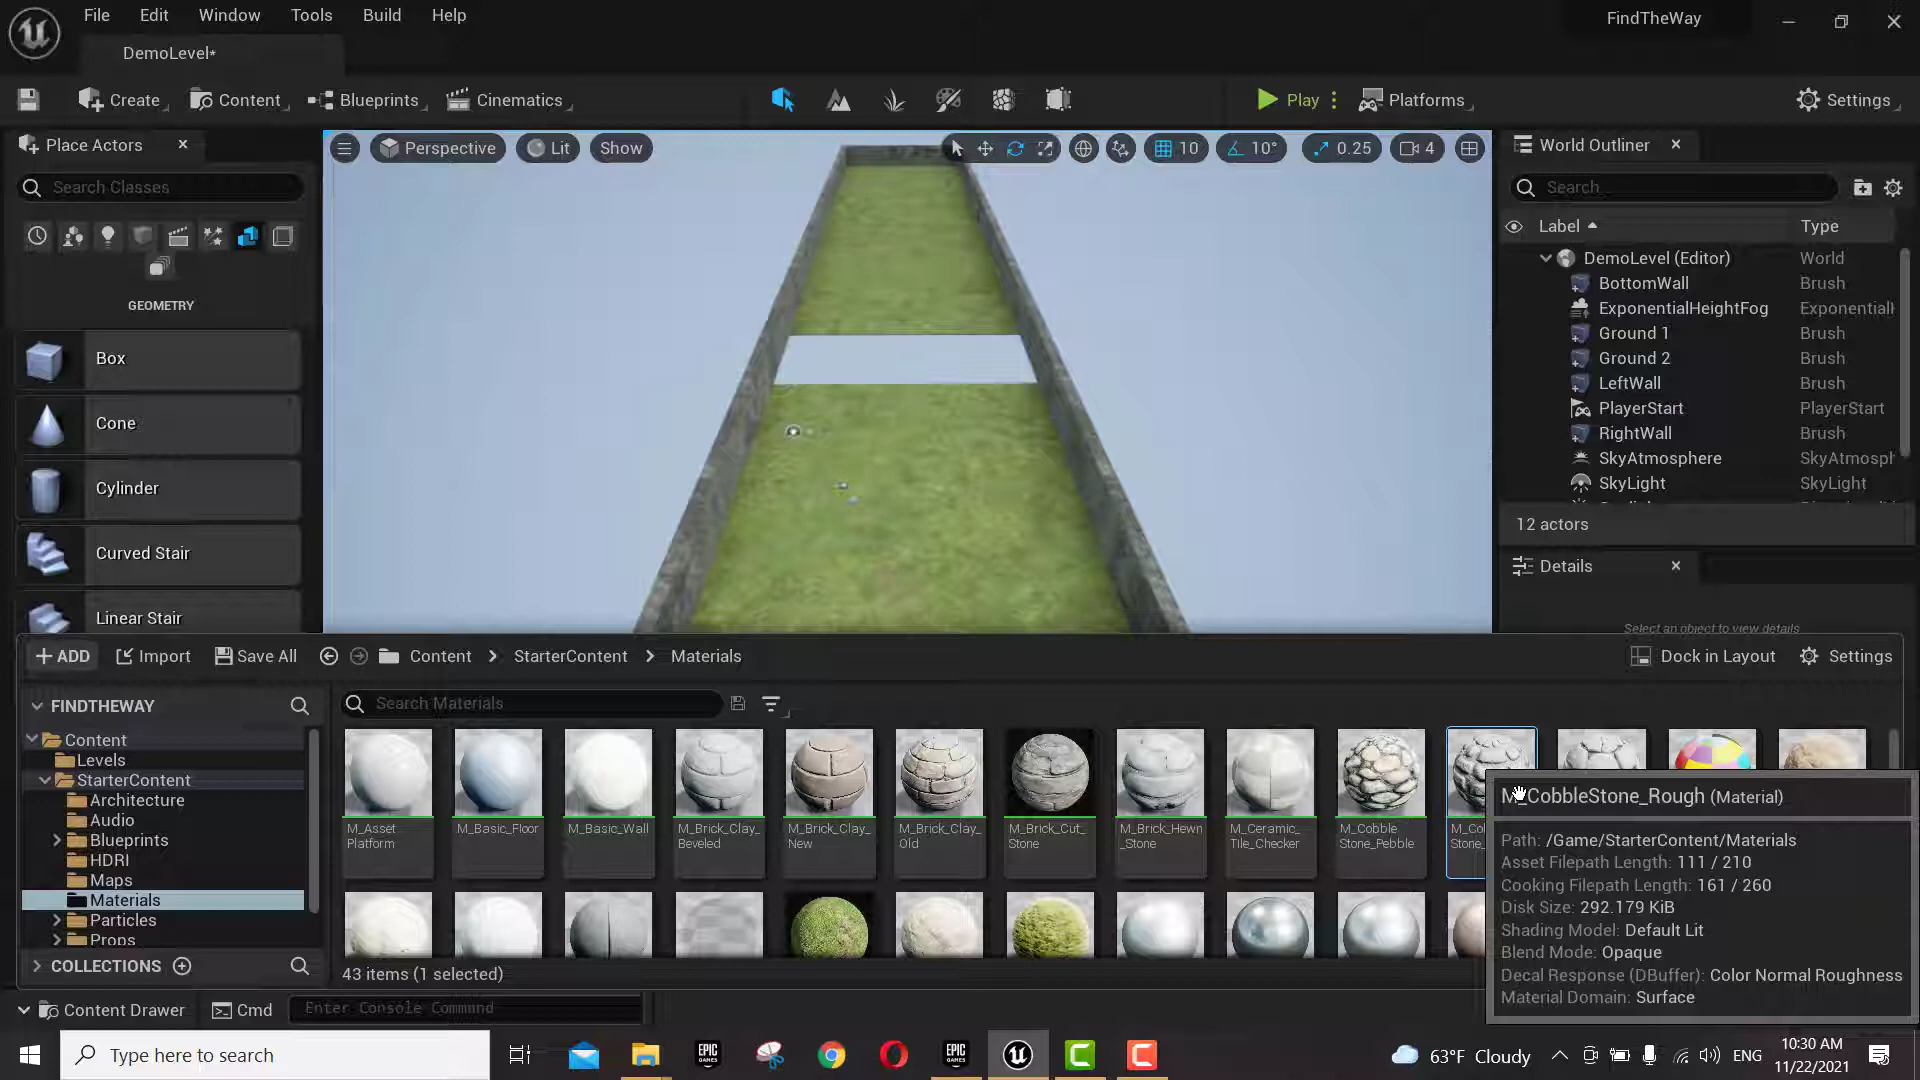 File Edit Window Tools Build Help
FindTheWay
DemoLevel*
Create Content Blueprints Cinematics Play Platforms Settings
Place Actors
Search Classes
GEOMETRY
Box
Cone
Cylinder
Curved Stair
Linear Stair
Perspective Lit Show 10 10° 0.25 4
World Outliner
Search...
Label Type
DemoLevel (Editor) World
BottomWall Brush
ExponentialHeightFog Exponential
Ground 1 Brush
Ground 2 Brush
LeftWall Brush
PlayerStart PlayerStart
RightWall Brush
SkyAtmosphere SkyAtmosph
SkyLight SkyLight
12 actors
Details
Select an object to view details
ADD Import Save All Content StarterContent Materials Dock in Layout Settings
FINDTHEWAY
Content
Levels
StarterContent
Architecture
Audio
Blueprints
HDRI
Maps
Materials
Particles
Props
COLLECTIONS
Search Materials
M_Asset
Platform
M_Basic_Floor
M_Basic_Wall
M_Brick_Clay_
Beveled
M_Brick_Clay_
New
M_Brick_Clay_
Old
M_Brick_Cut_
Stone
M_Brick_Hewn
_Stone
M_Ceramic_
Tile_Checker
M_Cobble
Stone_Pebble
M_Col
Stone_
43 items (1 selected)
M_CobbleStone_Rough (Material)
Path: /Game/StarterContent/Materials
Asset Filepath Length: 111 / 210
Cooking Filepath Length: 161 / 260
Disk Size: 292.179 KiB
Shading Model: Default Lit
Blend Mode: Opaque
Decal Response (DBuffer): Color Normal Roughness
Material Domain: Surface
Content Drawer Cmd Enter Console Command
Type here to search
EPIC
GAMES
EPIC
GAMES
63°F Cloudy
ENG
10:30 AM
11/22/2021